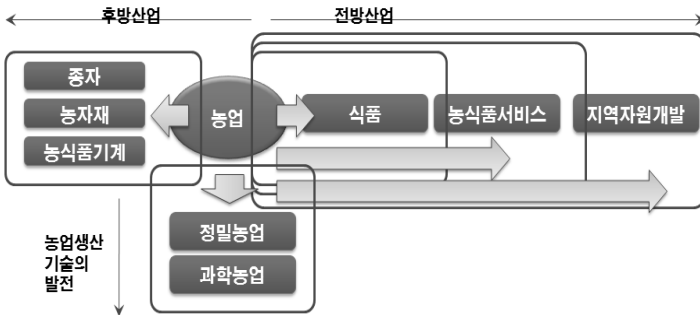 후방산업
전방산업
종자
농자재
농식품기계
농업
식품
농식품서비스
지역자원개발
농업생산
기술의
발전
정밀농업
과학농업